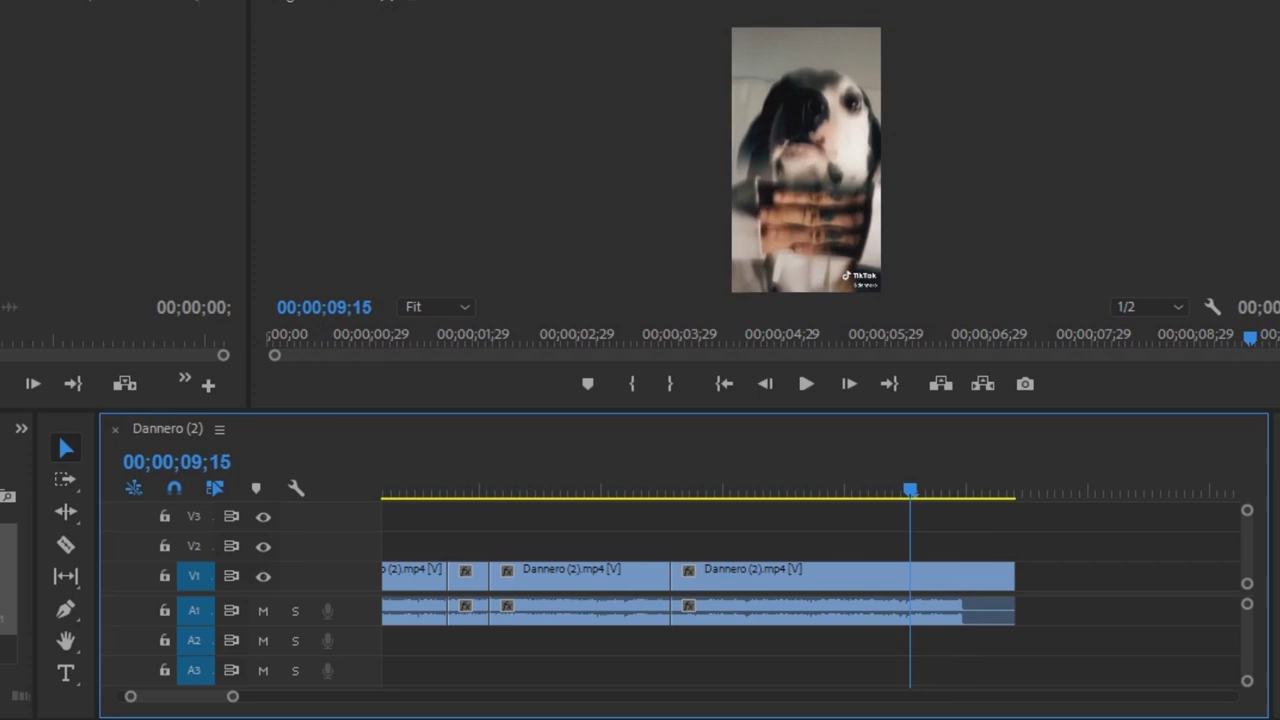 TikTok
00;00;00;
00;00;09;15
Fit
1/2
00;00
;00;00
00;00;00;29
00;00;01;29
00;00;02;29
00;00;03;29
00;00;04;29
00;00;05;29
00;00;06;29
00;00;07;29
00;00;08;29
00;
Dannero (2)
00;00;09;15
V3
V2
o (2).mp4 [V]
fx
fx
Dannero (2).mp4 [V]
fx
Dannero (2).mp4 [V]
V1
A1
M
S
fx
fx
fx
A2
M
S
A3
M
S
T